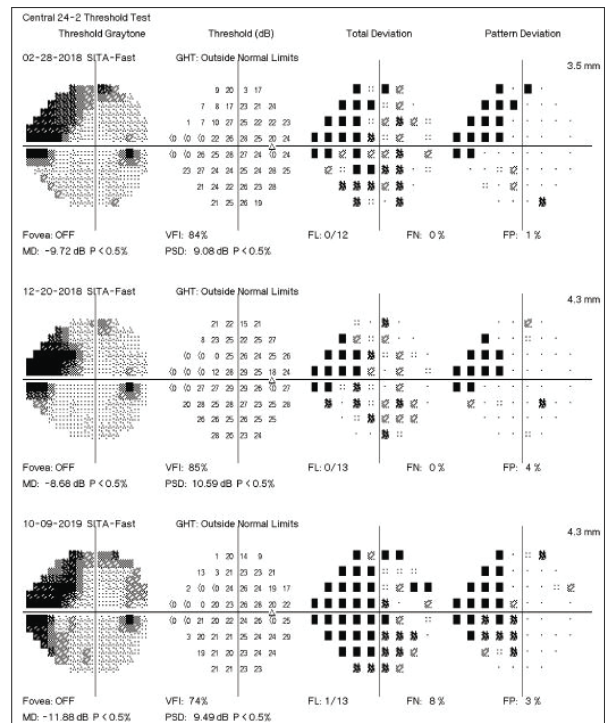 Central 24-2 Threshold Test
Threshold Graytone Threshold (dB) Total Deviation Pattern Deviation
02-28-2018 SITA-Fast GHT: Outside Normal Limits
3.5 mm
9 20 3 17
7 8 17 23 21 24
1 7 10 27 25 22 22 23
<0 <0 <0 22 26 28 25 20 24
<0 <0 26 25 28 27 24 <0 24
23 27 24 24 25 24 28 25
21 24 22 26 23 28
21 25 26 19
Fovea: OFF VFI: 84% FL: 0/12 FN: 0% FP: 1%
MD: -9.72 dB P < 0.5% PSD: 9.08 dB P < 0.5%
12-20-2018 SITA-Fast GHT: Outside Normal Limits
4.3 mm
21 22 15 21
8 23 25 22 25 27
<0 <0 0 25 26 24 25 26
<0 <0 <0 12 28 29 25 18 24
<0 <0 27 27 29 29 26 <0 27
20 28 25 28 27 23 25 28
26 26 25 26 25 25
28 26 23 24
Fovea: OFF VFI: 85% FL: 0/13 FN: 0% FP: 4%
MD: -8.68 dB P < 0.5% PSD: 10.59 dB P < 0.5%
10-09-2019 SITA-Fast GHT: Outside Normal Limits
4.3 mm
1 20 14 9
13 3 21 23 23 21
2 <0 <0 24 26 24 19 17
<0 <0 0 20 23 26 28 20 22
<0 <0 21 20 22 24 26 <0 25
3 20 21 21 25 24 24 29
19 21 20 24 23 24
21 21 23 23
Fovea: OFF VFI: 74% FL: 1/13 FN: 8% FP: 3%
MD: -11.88 dB P < 0.5% PSD: 9.49 dB P < 0.5%